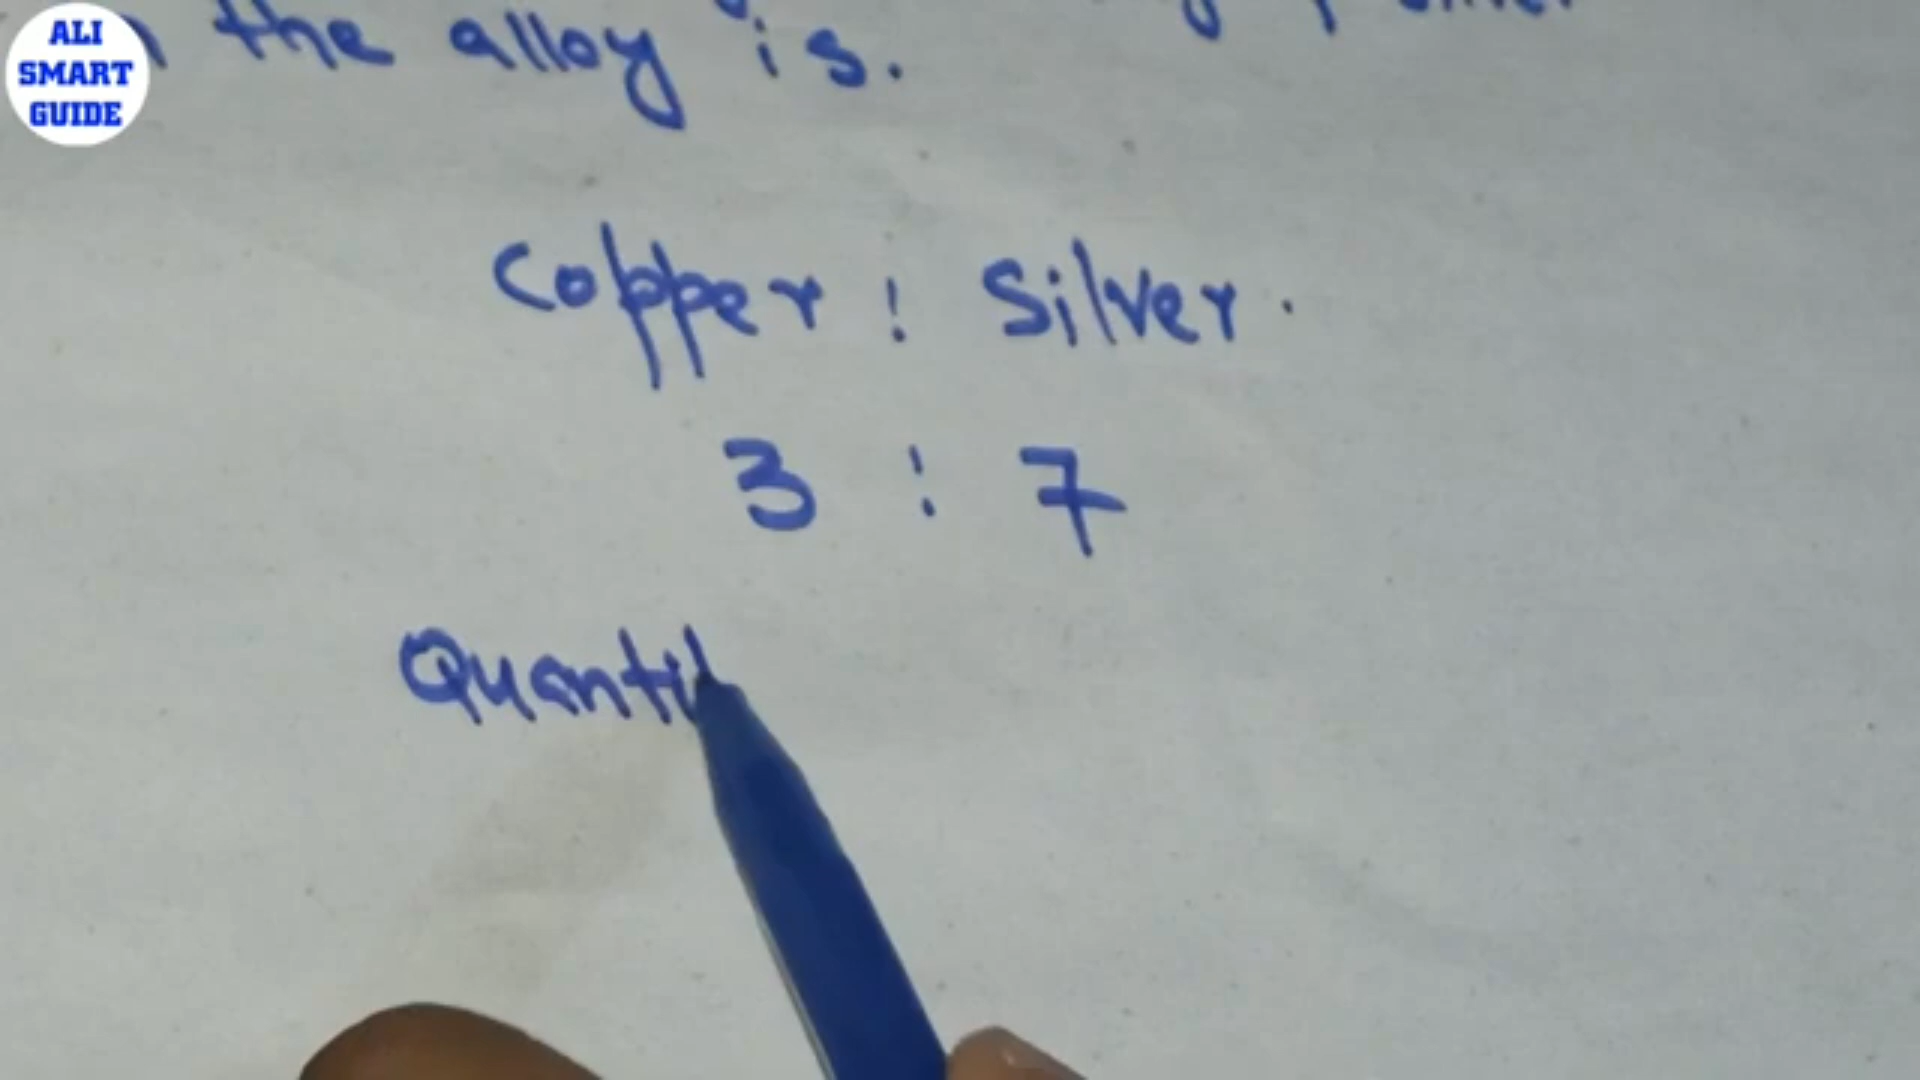 ALI
SMART
GUIDE
the alloy is.
Copper : Silver.
3 : 7
Quanti